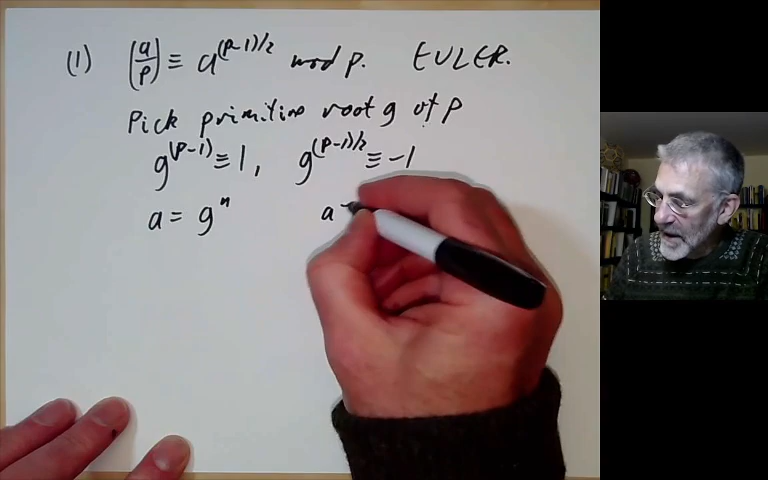 (1) (a/p) ≡ a^(p-1)/2 mod p. EULER.
Pick primitive root g of p
g^(p-1) ≡ 1, g^(p-1)/2 ≡ -1
a = g^n a